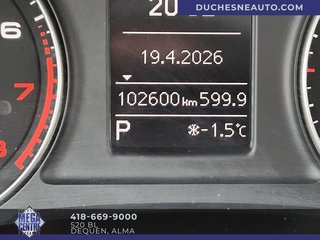 DUCHESNEAUTO.COM
20
19.4.2026
102600km 599.9
P ❄-1.5°C
6
7
8
MEGA
CENTRE
418-669-9000
520 BL
DEQUEN, ALMA